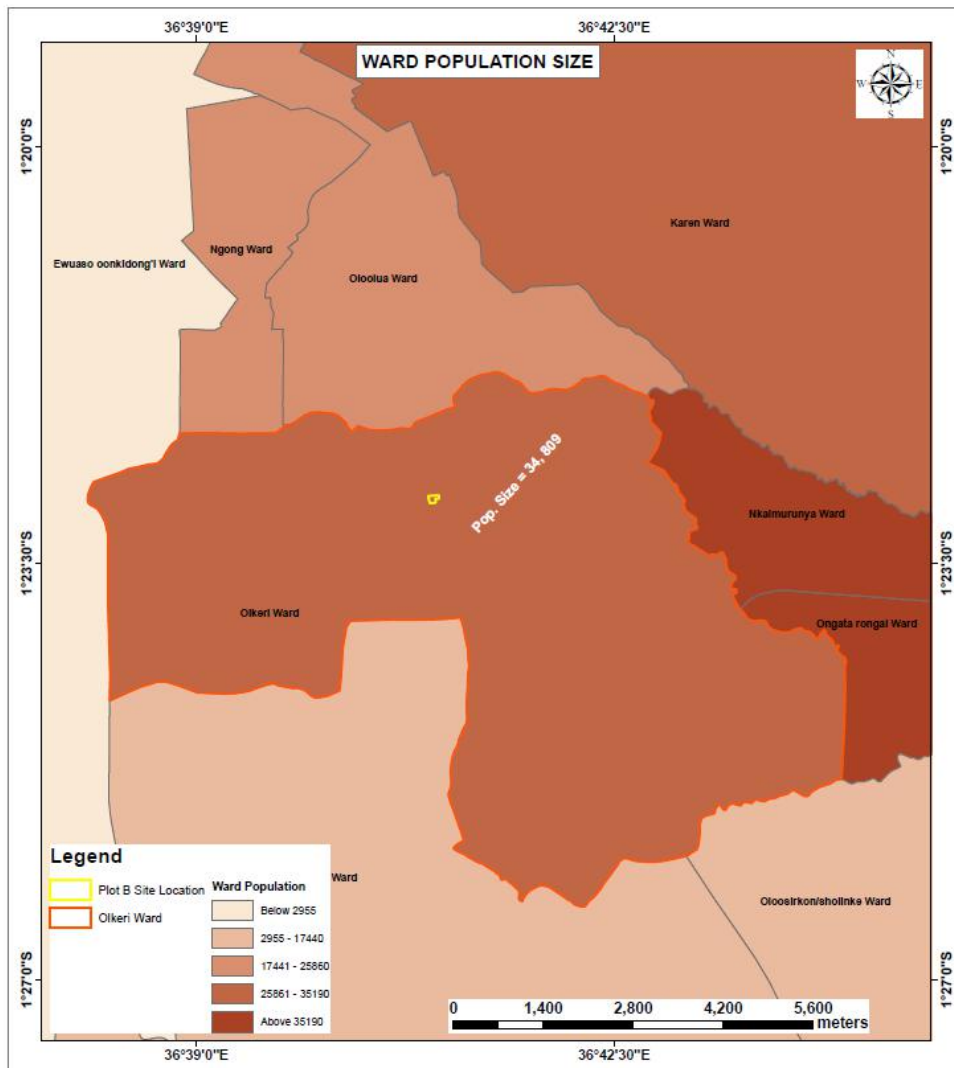 36°39'0"E
36°42'30"E
WARD POPULATION SIZE
N
W E
S
1°20'0"S
1°20'0"S
Karen Ward
Ngong Ward
Ewuaso oonkidong'i Ward
Oloolua Ward
Pop. Size = 34, 809
Nkaimurunya Ward
1°23'30"S
1°23'30"S
Olkeri Ward
Ongata rongai Ward
Legend
Plot B Site Location
Olkeri Ward
Ward Population
Below 2955
2955 - 17440
17441 - 25860
25861 - 35190
Above 35190
Ward
Oloosirkon/sholinke Ward
1°27'0"S
1°27'0"S
0 1,400 2,800 4,200 5,600
meters
36°39'0"E
36°42'30"E